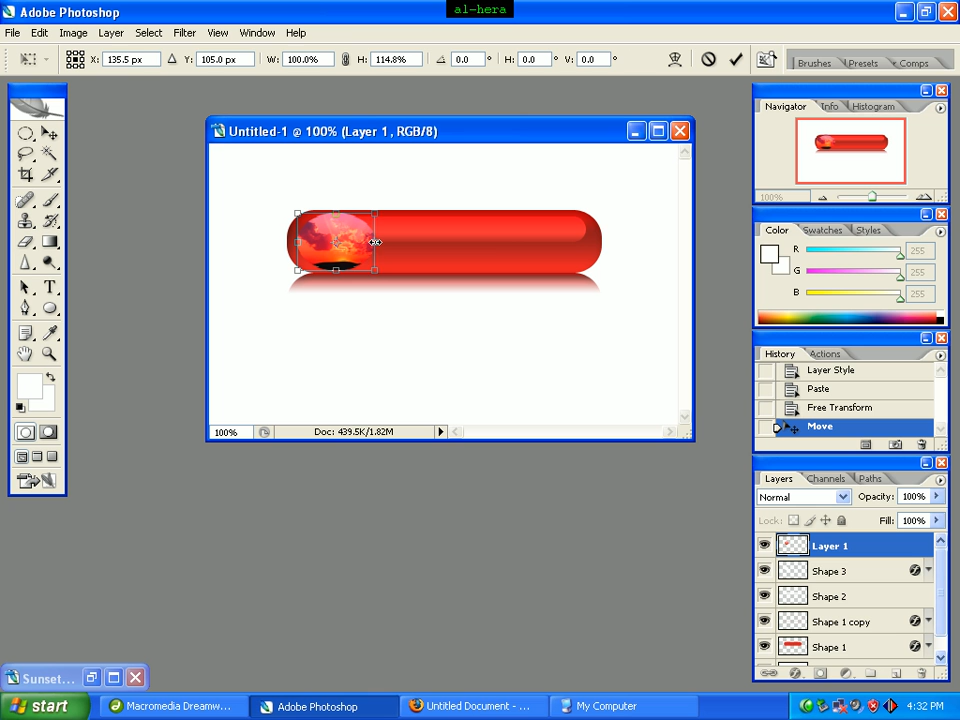 Adobe Photoshop
al-hera
File Edit Image Layer Select Filter View Window Help
X: 135.5 px Y: 105.0 px W: 100.0% H: 114.8% 0.0 ° H: 0.0 ° V: 0.0 °
Brushes Presets Comps
Untitled-1 @ 100% (Layer 1, RGB/8)
100% Doc: 439.5K/1.82M
Navigator Info Histogram
100%
Color Swatches Styles
R 255
G 255
B 255
History Actions
Layer Style
Paste
Free Transform
Move
Layers Channels Paths
Normal Opacity: 100%
Lock: Fill: 100%
Layer 1
Shape 3
Shape 2
Shape 1 copy
Shape 1
Sunset...
start Macromedia Dreamw... Adobe Photoshop Untitled Document - ... My Computer 4:32 PM